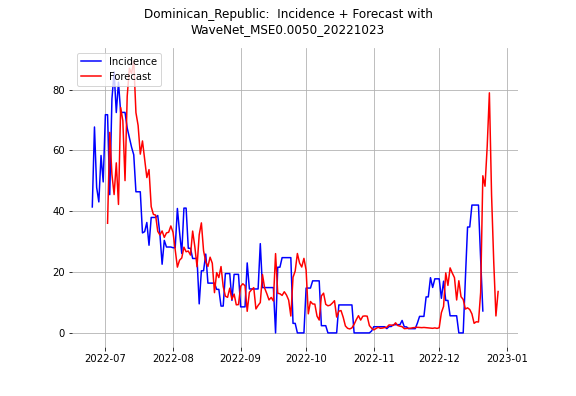 Dominican_Republic:  Incidence + Forecast with
WaveNet_MSE0.0050_20221023
Incidence
Forecast
80
60
40
20
0
2022-07 2022-08 2022-09 2022-10 2022-11 2022-12 2023-01